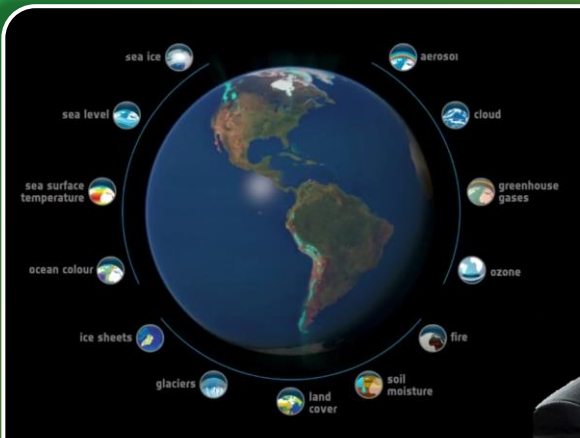 sea ice
aerosol
sea level
cloud
sea surface
temperature
greenhouse
gases
ocean colour
ozone
ice sheets
fire
glaciers
land
cover
soil
moisture